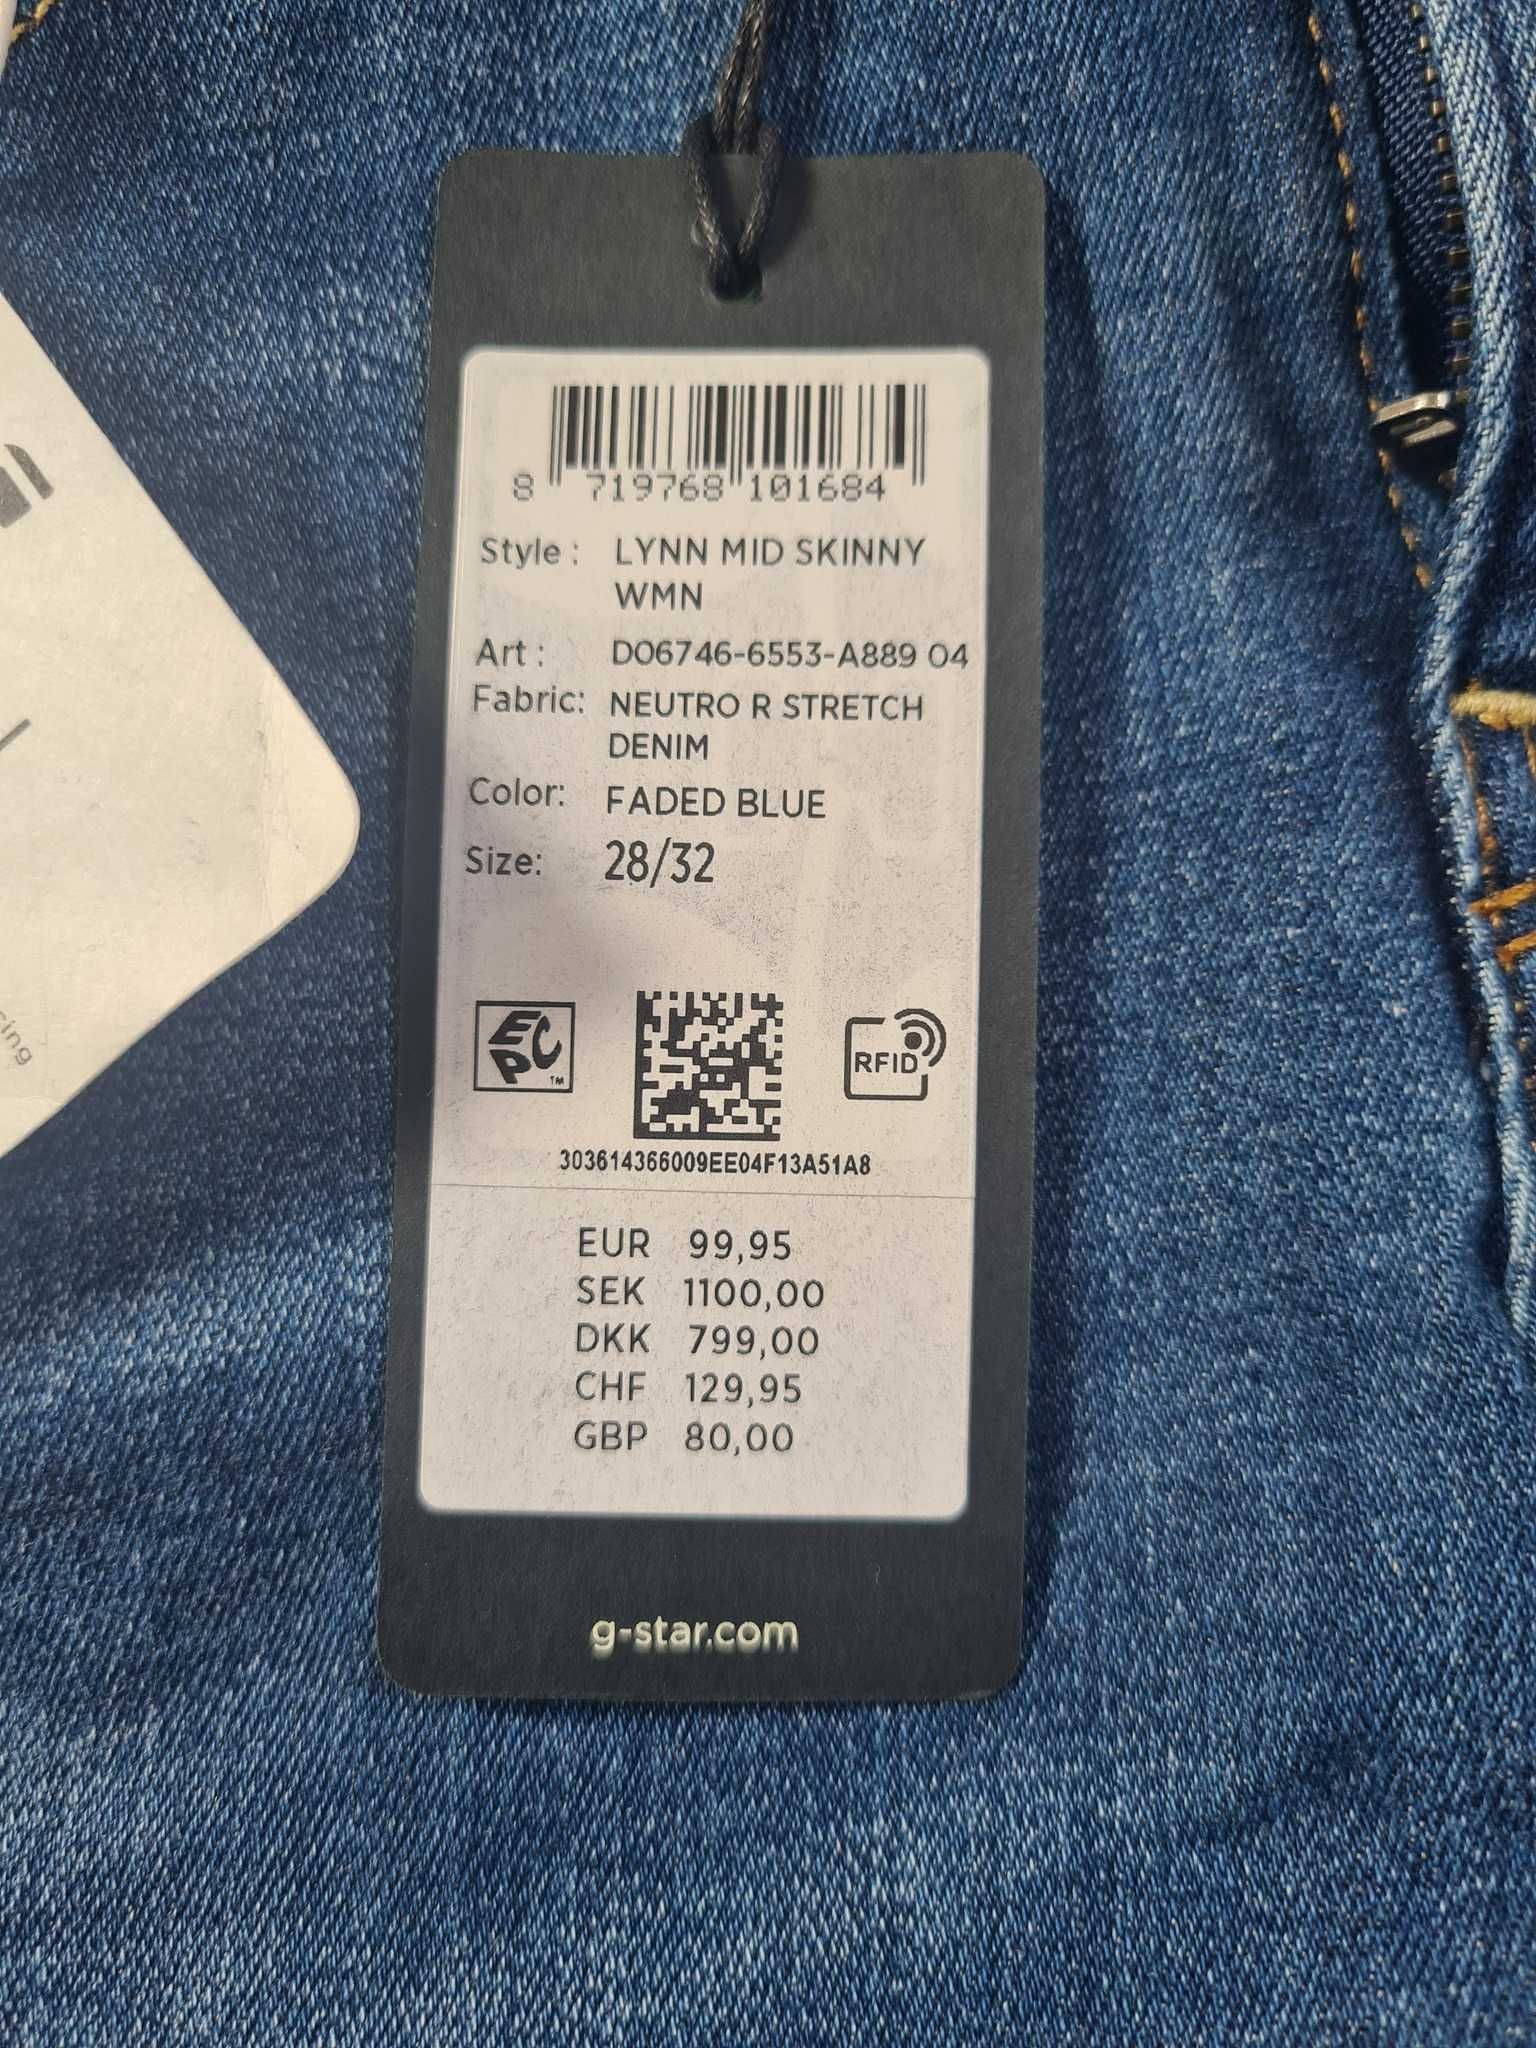 8 719768 101684
Style : LYNN MID SKINNY
WMN
Art : D06746-6553-A889 04
Fabric: NEUTRO R STRETCH
DENIM
Color: FADED BLUE
Size: 28/32
EPC™
RFID
303614366009EE04F13A51A8
EUR 99,95
SEK 1100,00
DKK 799,00
CHF 129,95
GBP 80,00
g-star.com